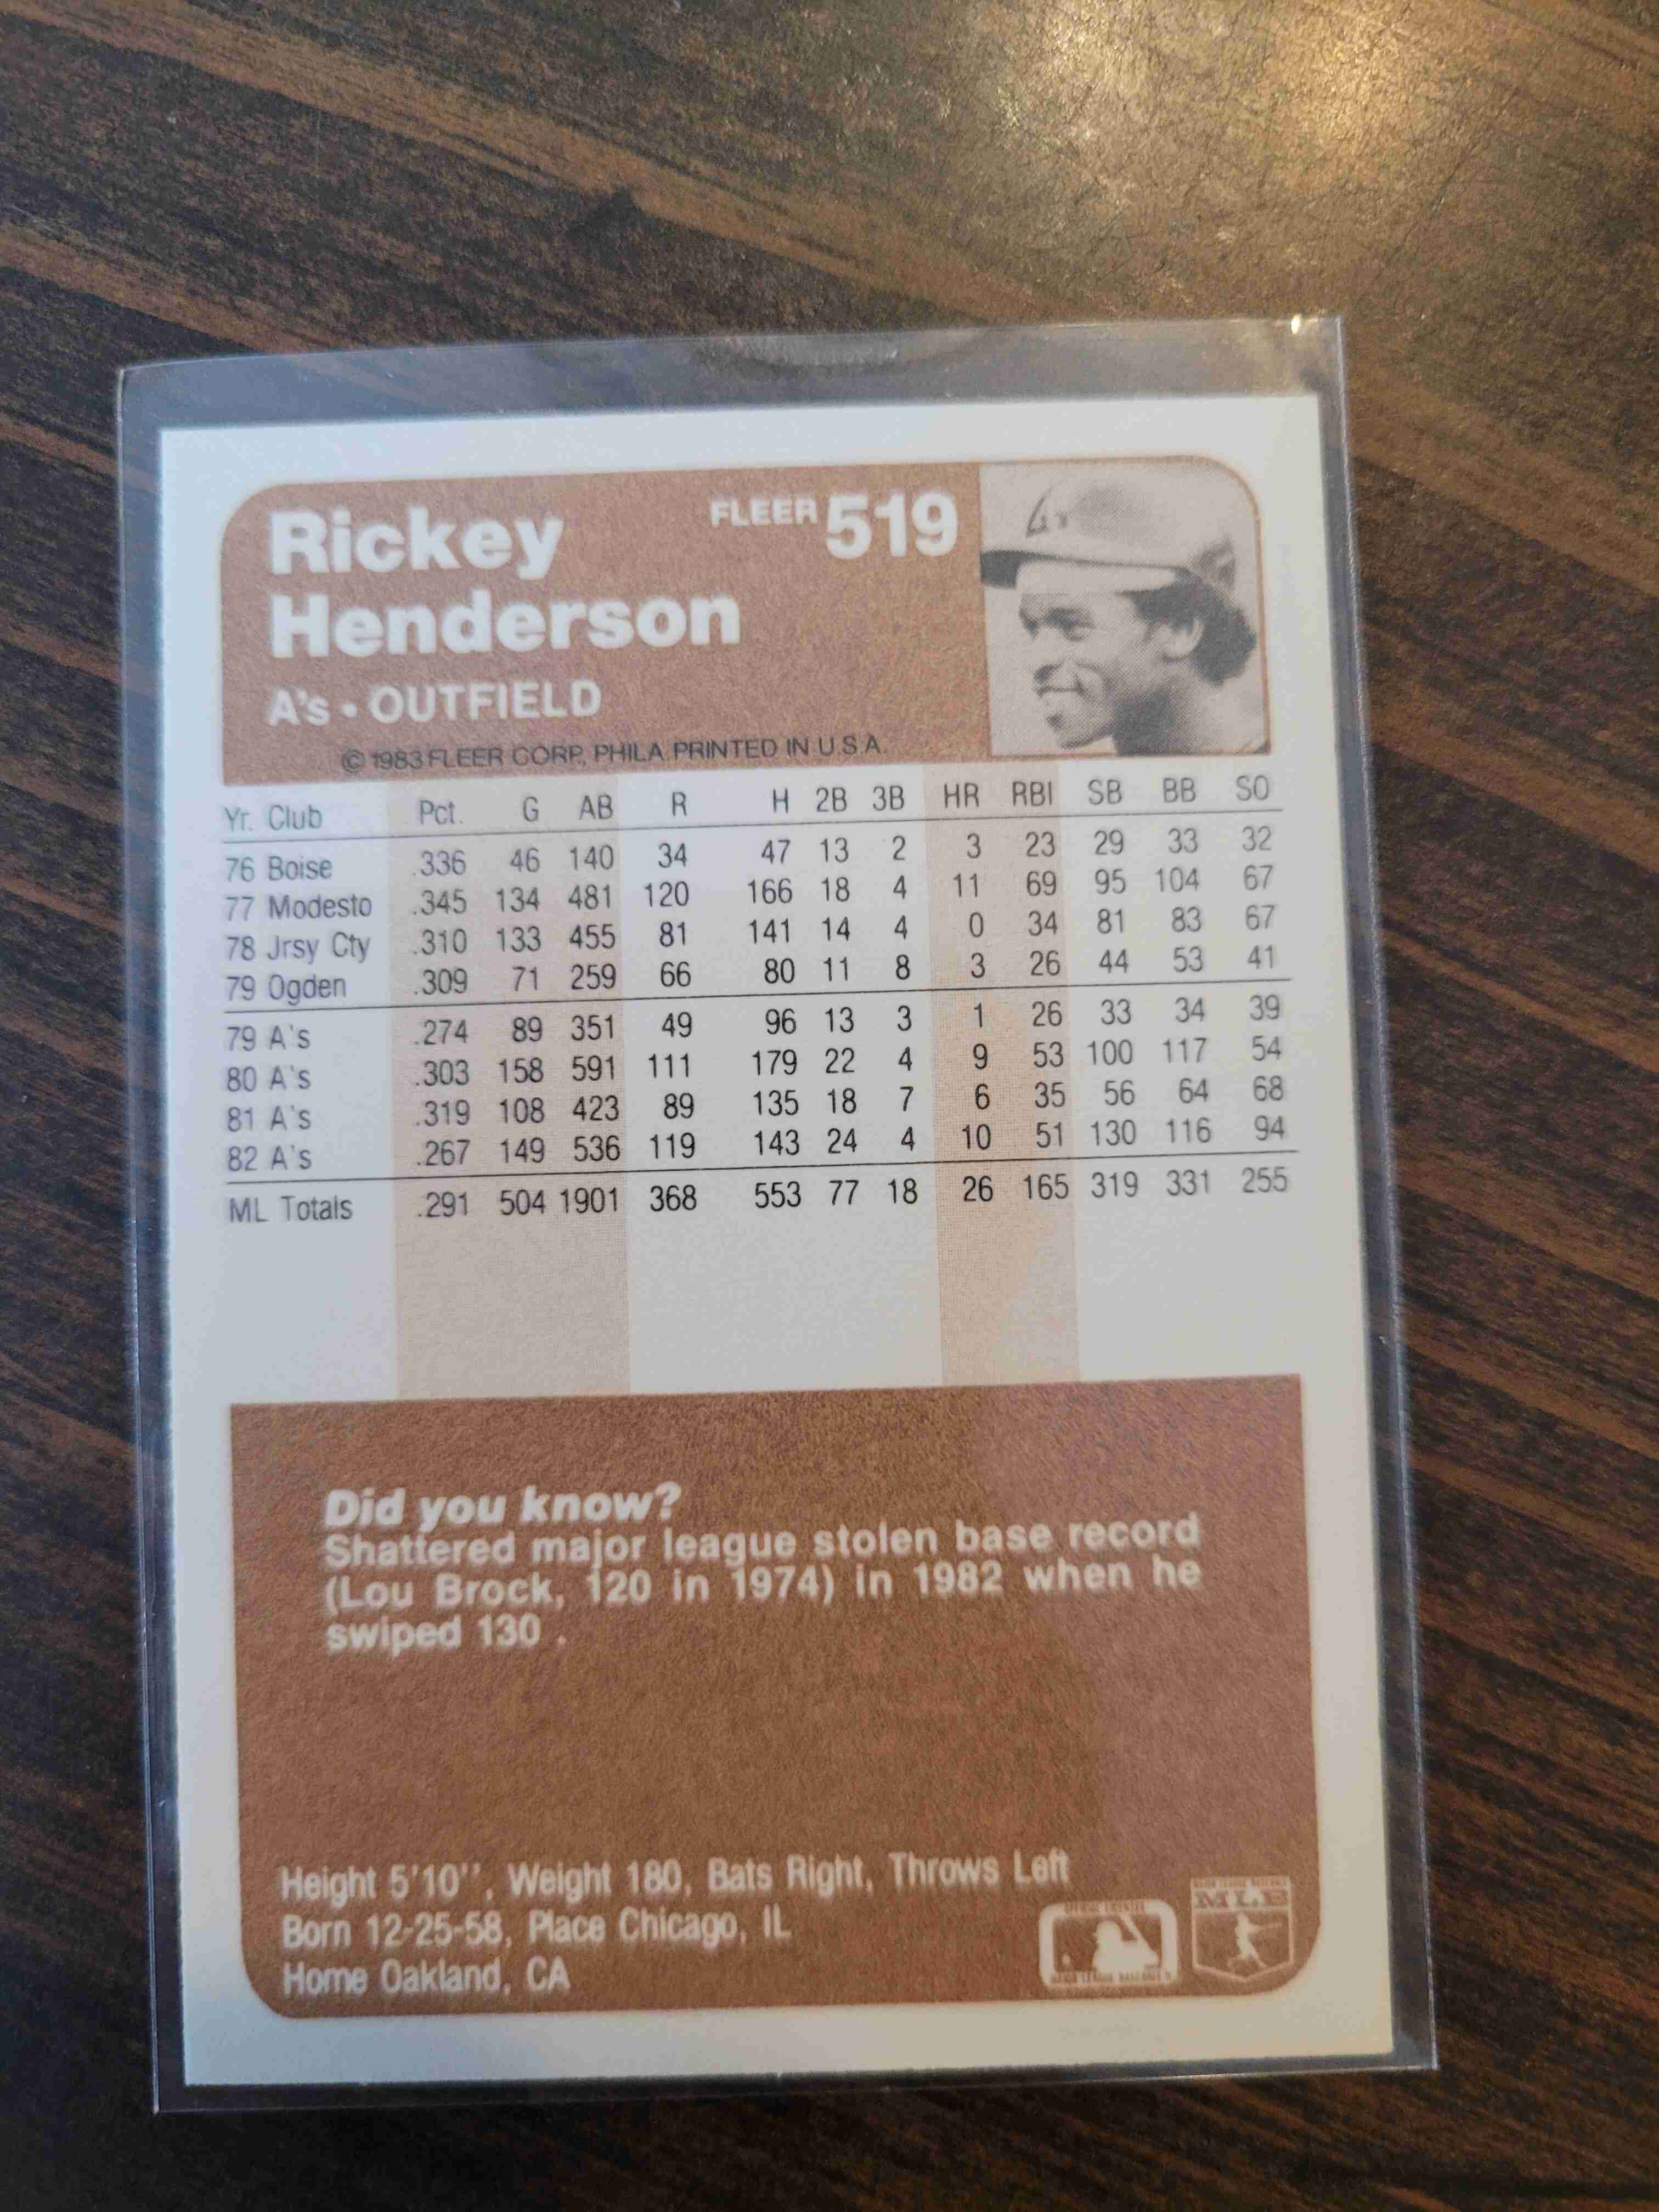 Rickey
Henderson
FLEER 519
A's • OUTFIELD
© 1983 FLEER CORP., PHILA. PRINTED IN U.S.A.
Yr. Club Pct. G AB R H 2B 3B HR RBI SB BB SO
76 Boise .336 46 140 34 47 13 2 3 23 29 33 32
77 Modesto .345 134 481 120 166 18 4 11 69 95 104 67
78 Jrsy Cty .310 133 455 81 141 14 4 0 34 81 83 67
79 Ogden .309 71 259 66 80 11 8 3 26 44 53 41
79 A's .274 89 351 49 96 13 3 1 26 33 34 39
80 A's .303 158 591 111 179 22 4 9 53 100 117 54
81 A's .319 108 423 89 135 18 7 6 35 56 64 68
82 A's .267 149 536 119 143 24 4 10 51 130 116 94
ML Totals .291 504 1901 368 553 77 18 26 165 319 331 255
Did you know?
Shattered major league stolen base record
(Lou Brock, 120 in 1974) in 1982 when he
swiped 130 .
Height 5'10'', Weight 180, Bats Right, Throws Left
Born 12-25-58, Place Chicago, IL
Home Oakland, CA
MLB